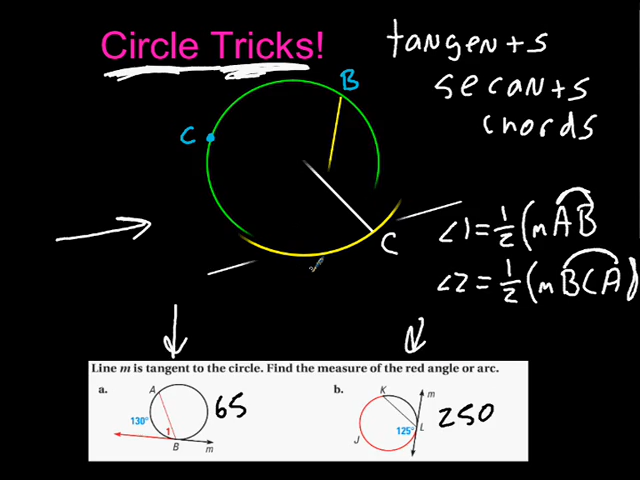 Circle Tricks!
tangents
secants
chords
B
C
C
∠1 = 1/2 (mAB
∠2 = 1/2 (mBCA)
Line m is tangent to the circle. Find the measure of the red angle or arc.
a.
A
130°
1
B
m
65
b.
K
m
J
125°
L
250